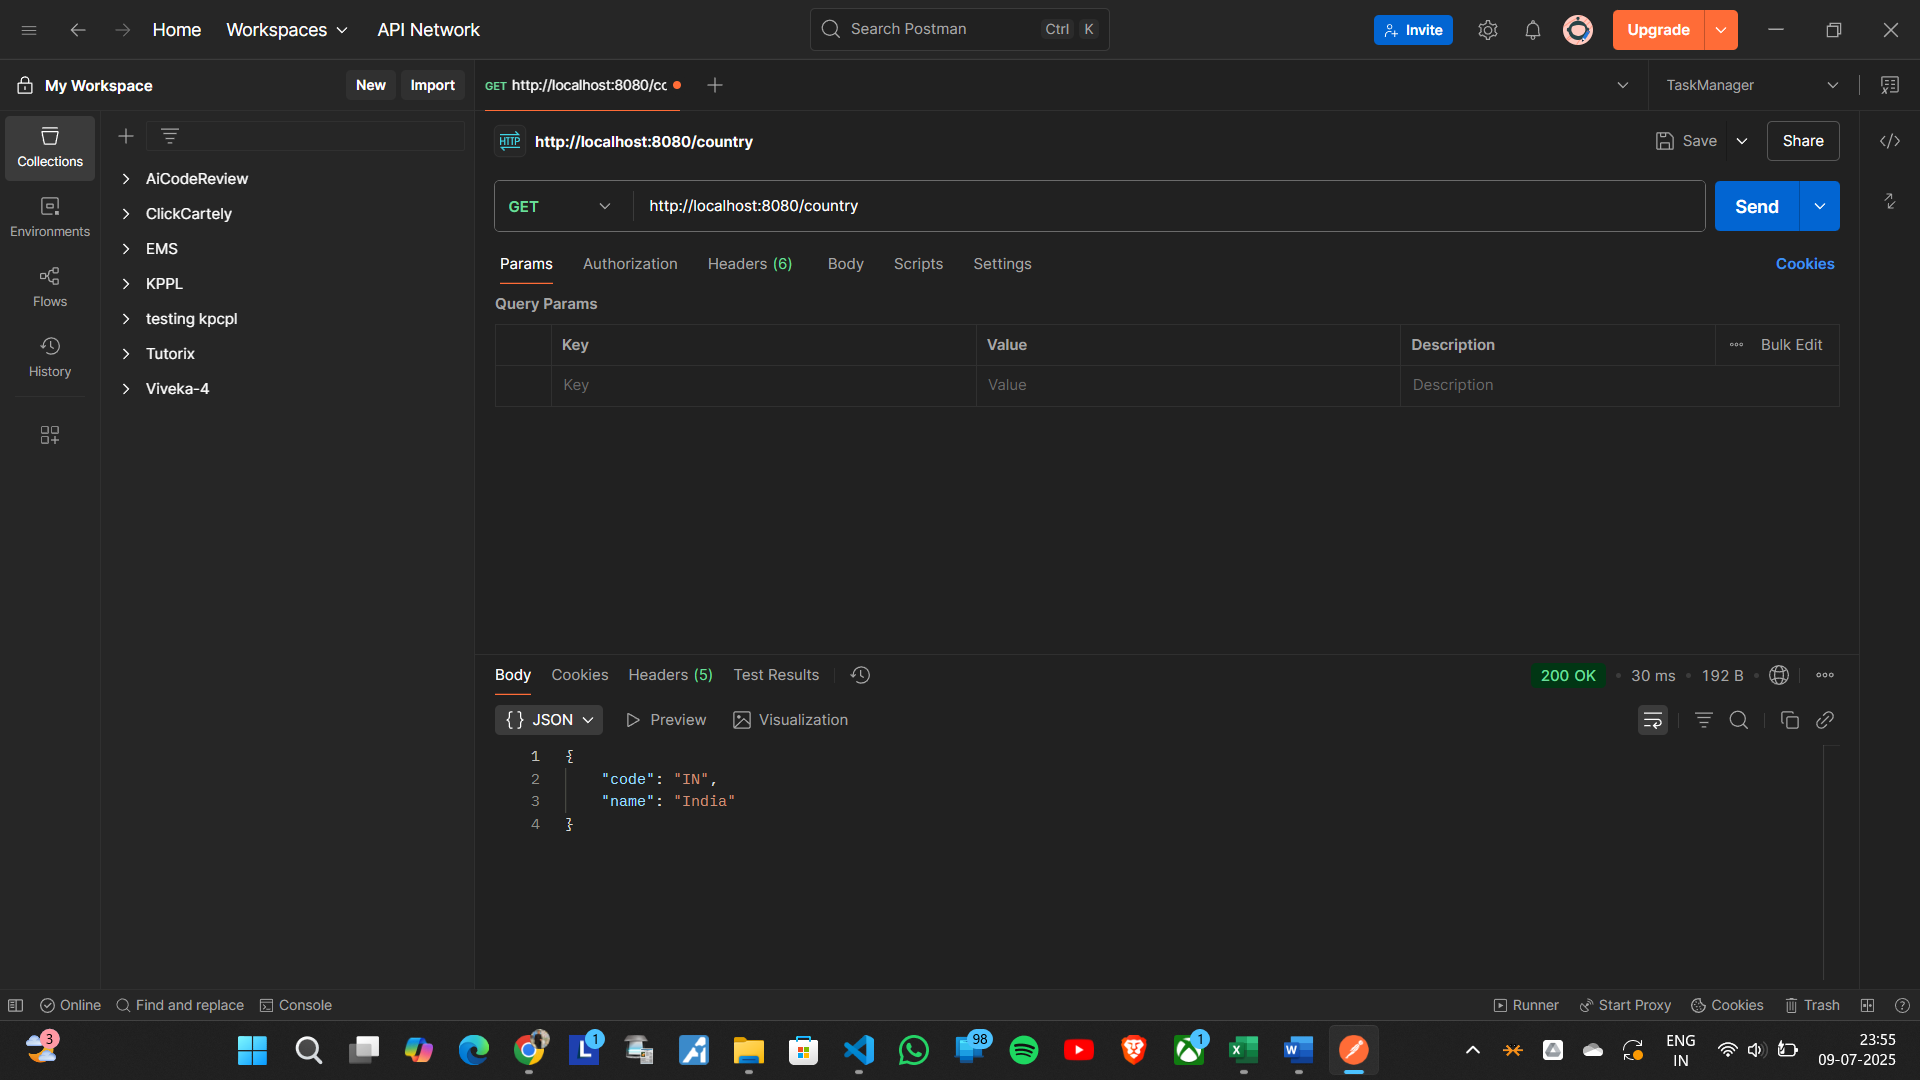 Home
Workspaces
API Network
Search Postman
Ctrl
K
Invite
Upgrade
My Workspace
New
Import
GET http://localhost:8080/cc
TaskManager
Collections
Environments
Flows
History
AiCodeReview
ClickCartely
EMS
KPPL
testing kpcpl
Tutorix
Viveka-4
HTTP
http://localhost:8080/country
Save
Share
GET
http://localhost:8080/country
Send
Params
Authorization
Headers (6)
Body
Scripts
Settings
Cookies
Query Params
Key
Value
Description
Bulk Edit
Key
Value
Description
Body
Cookies
Headers (5)
Test Results
200 OK
30 ms
192 B
{} JSON
Preview
Visualization
1 {
2 "code": "IN",
3 "name": "India"
4 }
Online
Find and replace
Console
Runner
Start Proxy
Cookies
Trash
3
1
98
1
ENG
IN
23:55
09-07-2025